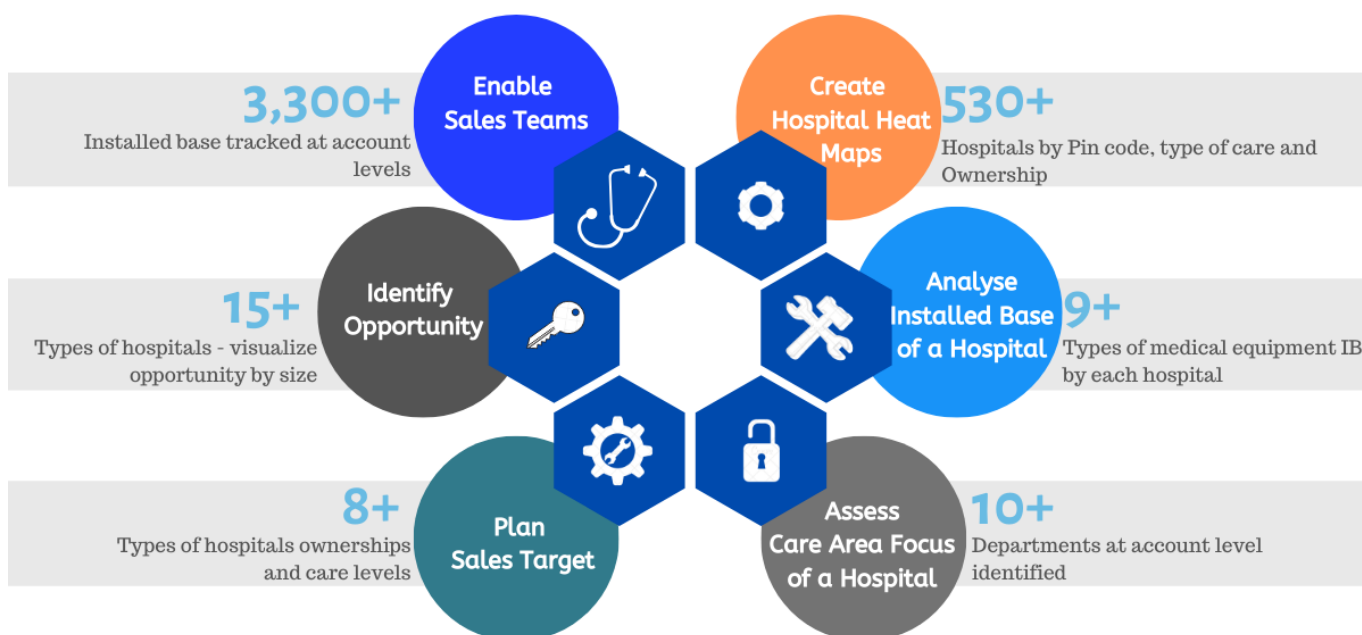 Enable
Sales Teams
3,300+
Installed base tracked at account
levels
Create
Hospital Heat
Maps
530+
Hospitals by Pin code, type of care and
Ownership
Identify
Opportunity
15+
Types of hospitals - visualize
opportunity by size
Analyse
Installed Base
of a Hospital
9+
Types of medical equipment IB
by each hospital
Plan
Sales Target
8+
Types of hospitals ownerships
and care levels
Assess
Care Area Focus
of a Hospital
10+
Departments at account level
identified